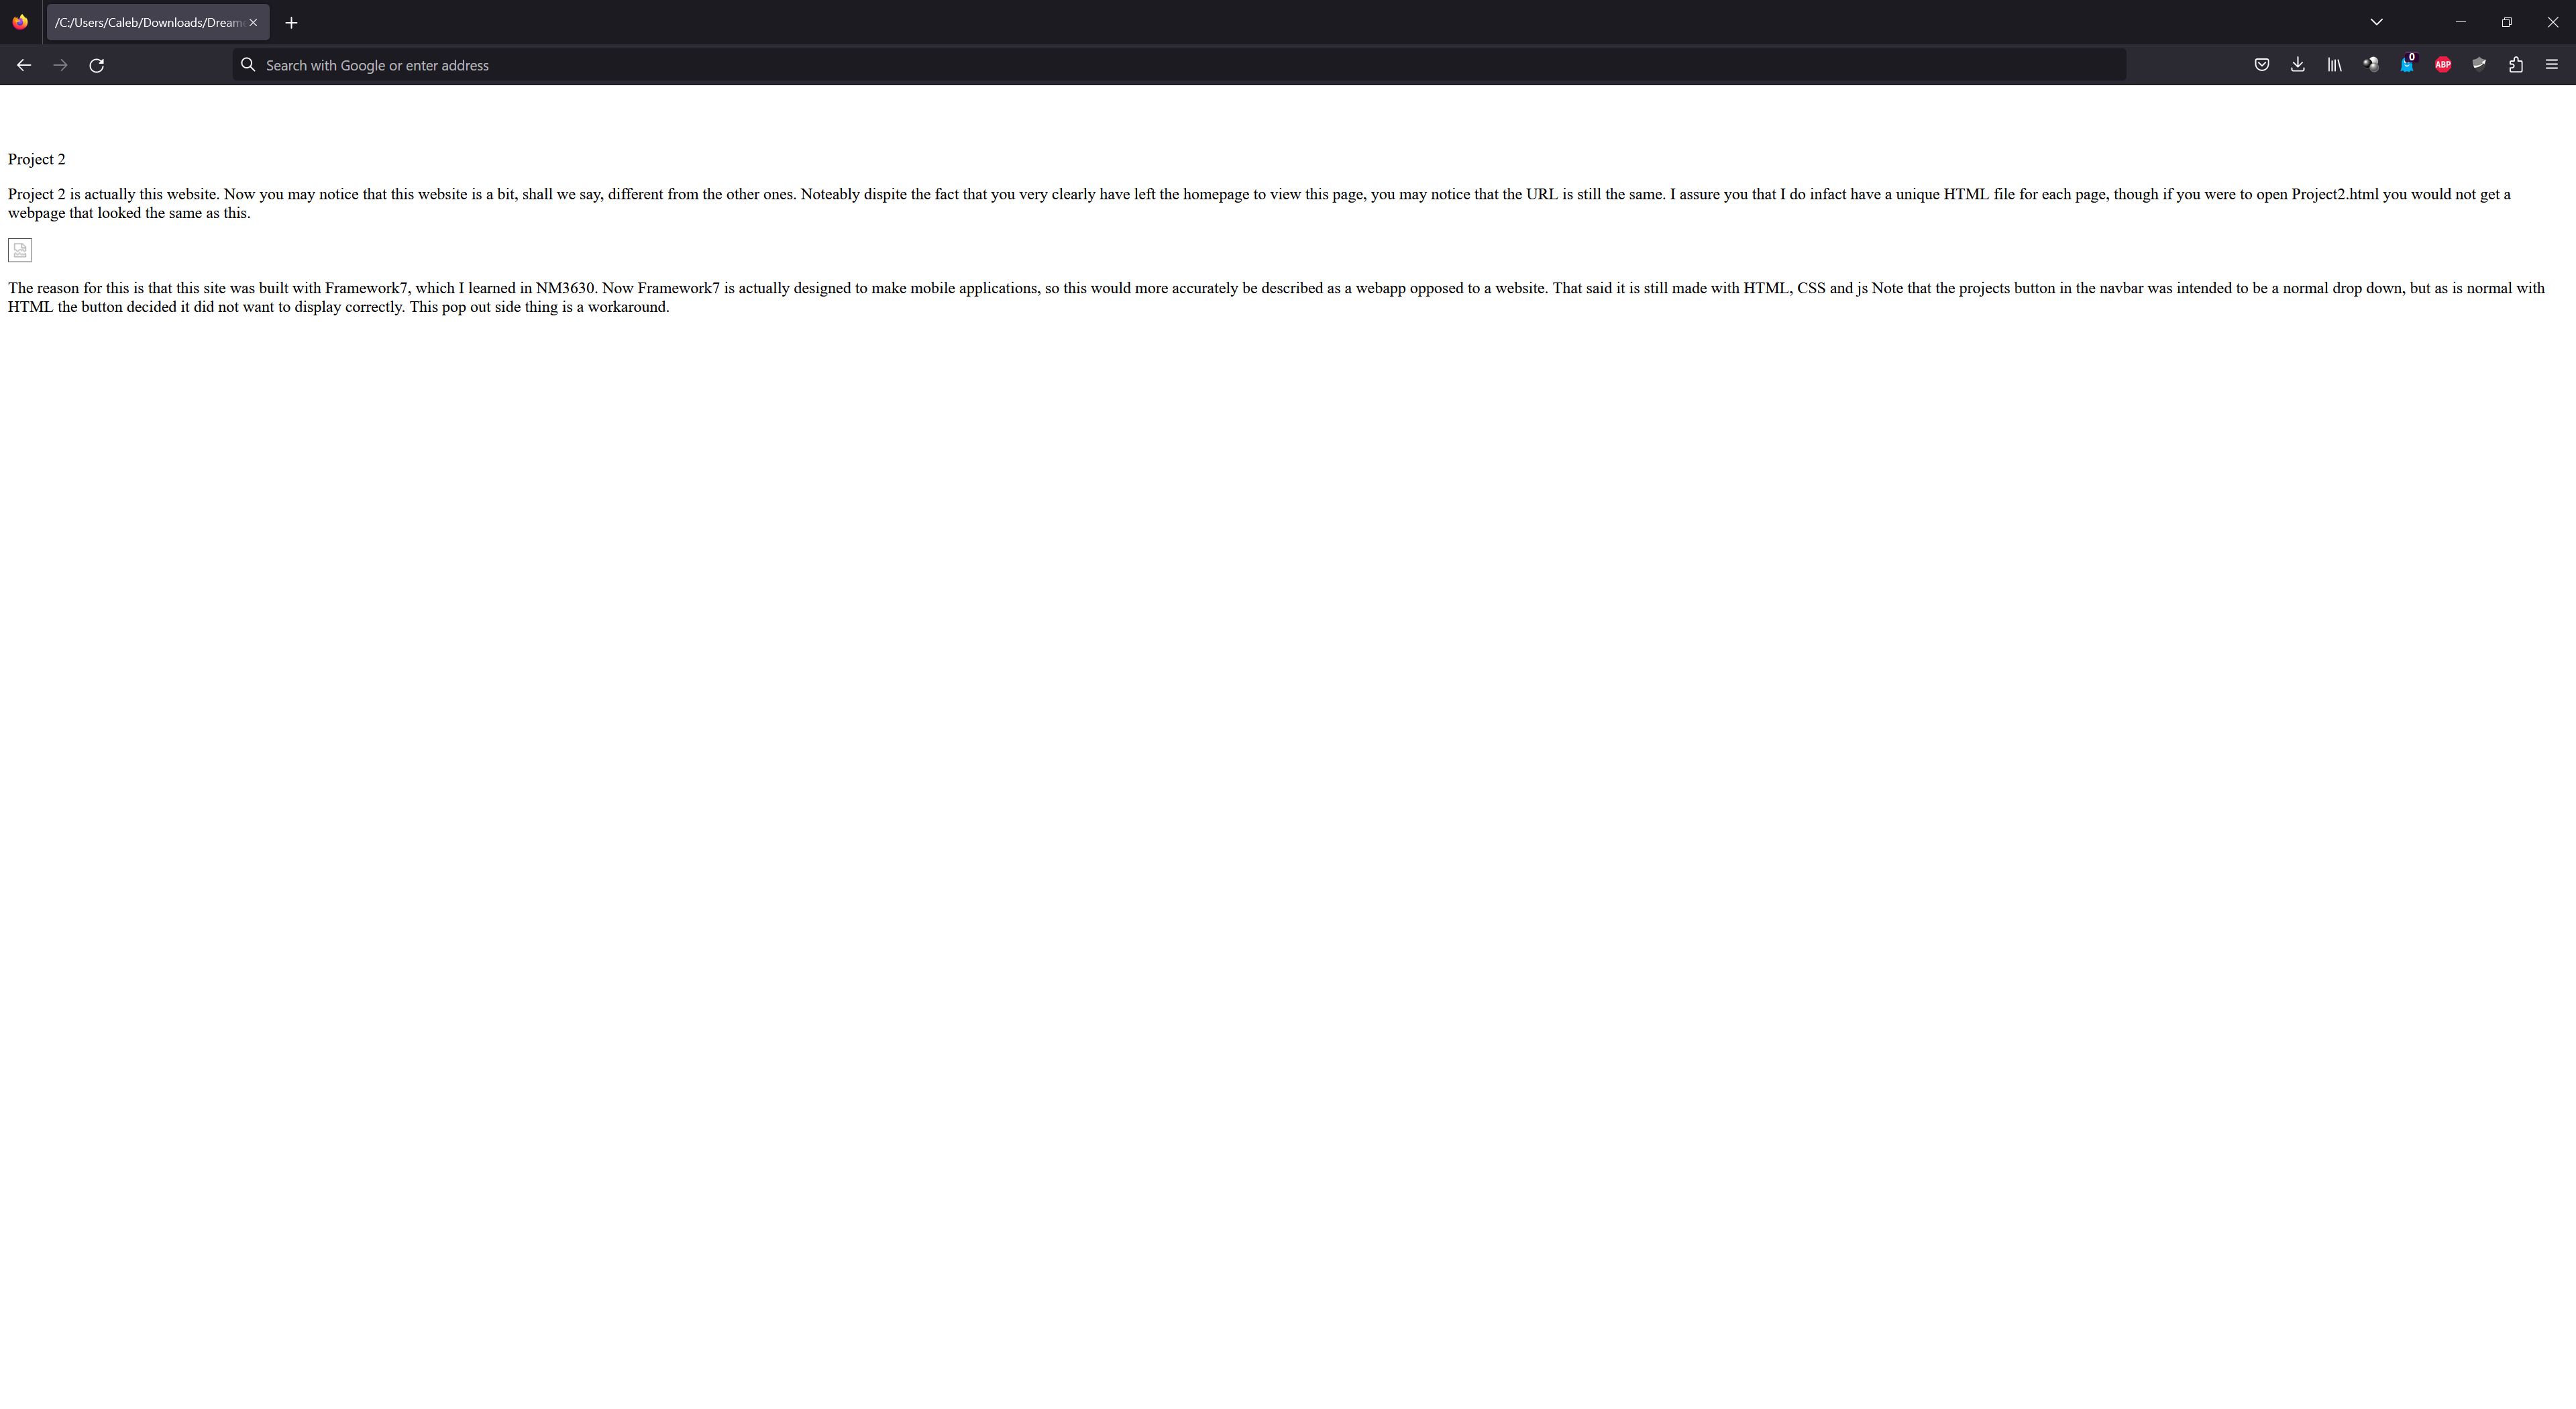 /C:/Users/Caleb/Downloads/Dream
Search with Google or enter address
0
ABP
Project 2
Project 2 is actually this website. Now you may notice that this website is a bit, shall we say, different from the other ones. Noteably dispite the fact that you very clearly have left the homepage to view this page, you may notice that the URL is still the same. I assure you that I do infact have a unique HTML file for each page, though if you were to open Project2.html you would not get a
webpage that looked the same as this.
The reason for this is that this site was built with Framework7, which I learned in NM3630. Now Framework7 is actually designed to make mobile applications, so this would more accurately be described as a webapp opposed to a website. That said it is still made with HTML, CSS and js Note that the projects button in the navbar was intended to be a normal drop down, but as is normal with
HTML the button decided it did not want to display correctly. This pop out side thing is a workaround.